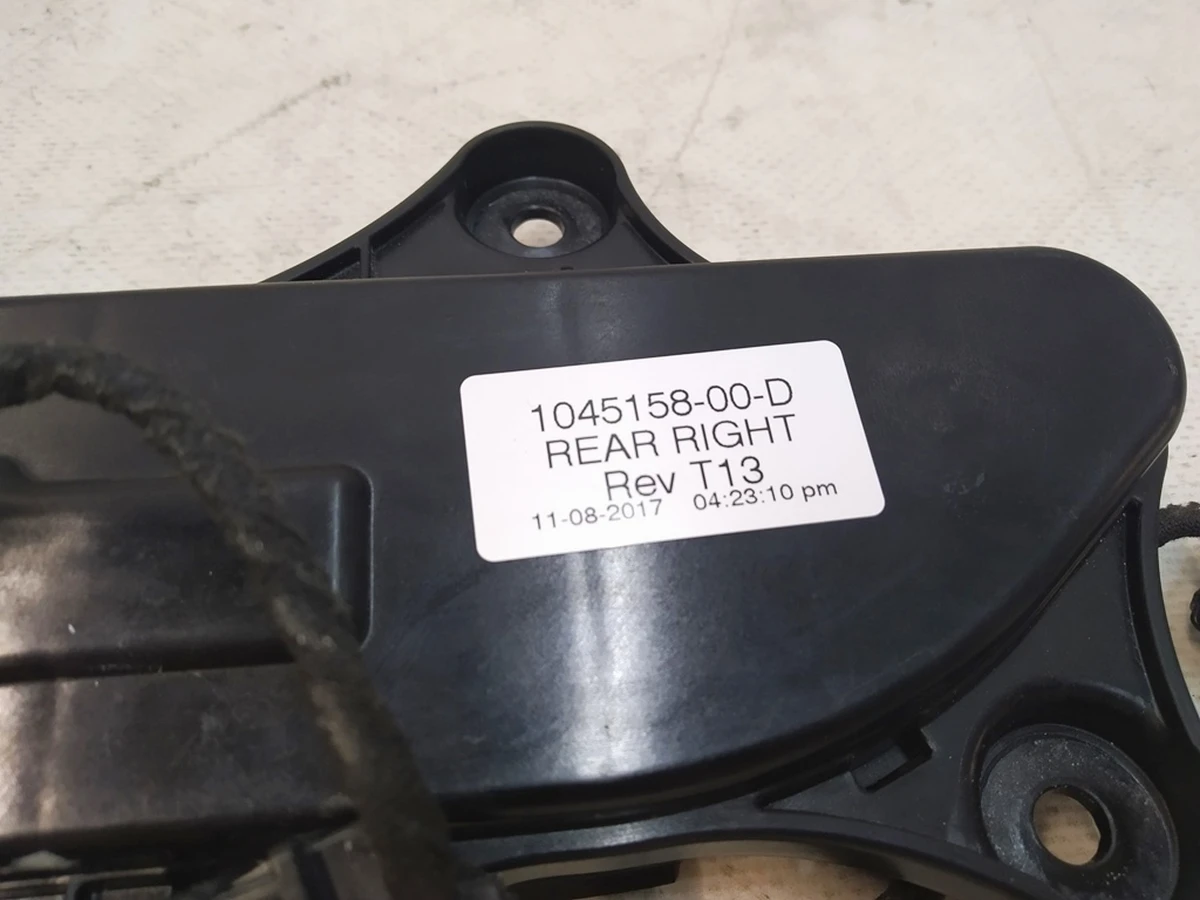 1045158-00-D
REAR RIGHT
Rev T13
11-08-2017 04:23:10 pm